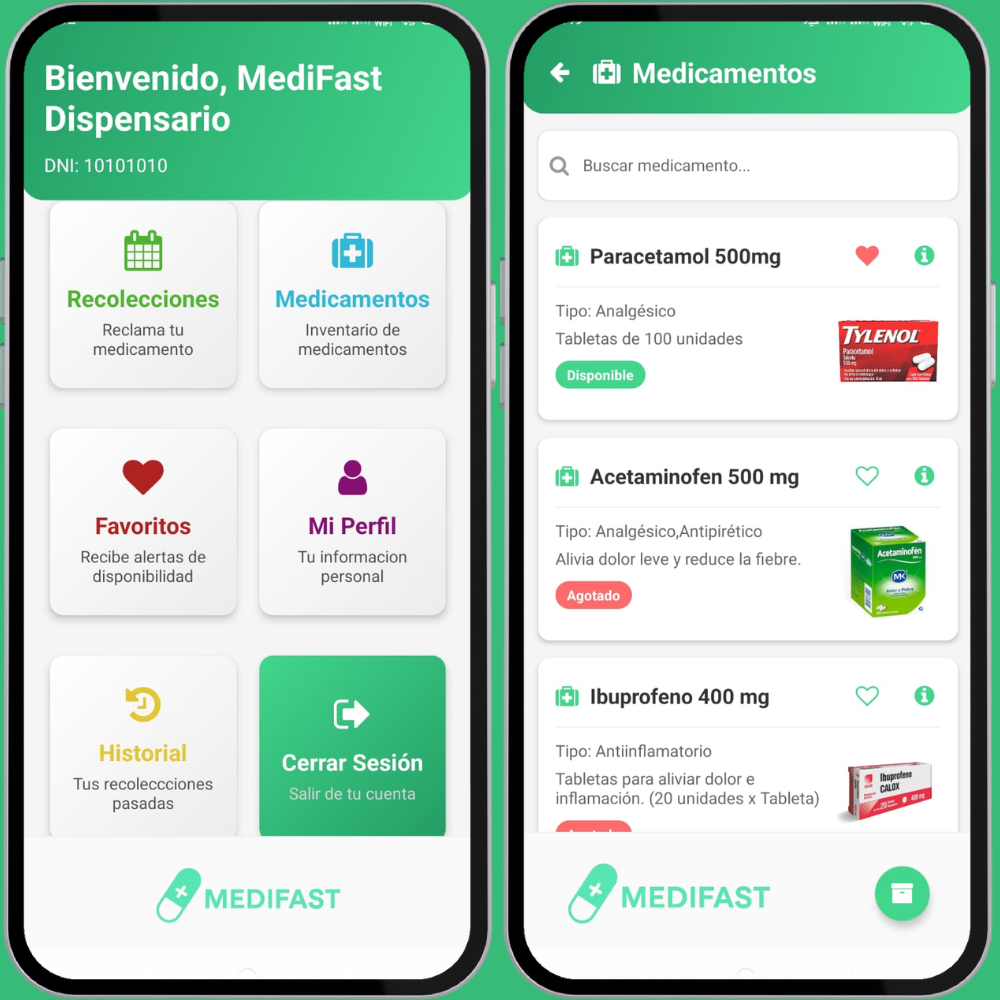 Bienvenido, MediFast
Dispensario
DNI: 10101010
Recolecciones
Reclama tu
medicamento
Medicamentos
Inventario de
medicamentos
Favoritos
Recibe alertas de
disponibilidad
Mi Perfil
Tu informacion
personal
Historial
Tus recoleccciones
pasadas
Cerrar Sesión
Salir de tu cuenta
MEDIFAST
Medicamentos
Buscar medicamento...
Paracetamol 500mg
Tipo: Analgésico
Tabletas de 100 unidades
Disponible
TYLENOL
Paracetamol
Acetaminofen 500 mg
Tipo: Analgésico,Antipirético
Alivia dolor leve y reduce la fiebre.
Agotado
Acetaminofén
MK
Ibuprofeno 400 mg
Tipo: Antiinflamatorio
Tabletas para aliviar dolor e
inflamación. (20 unidades x Tableta)
Ibuprofeno
CALOX
400 mg
20
MEDIFAST